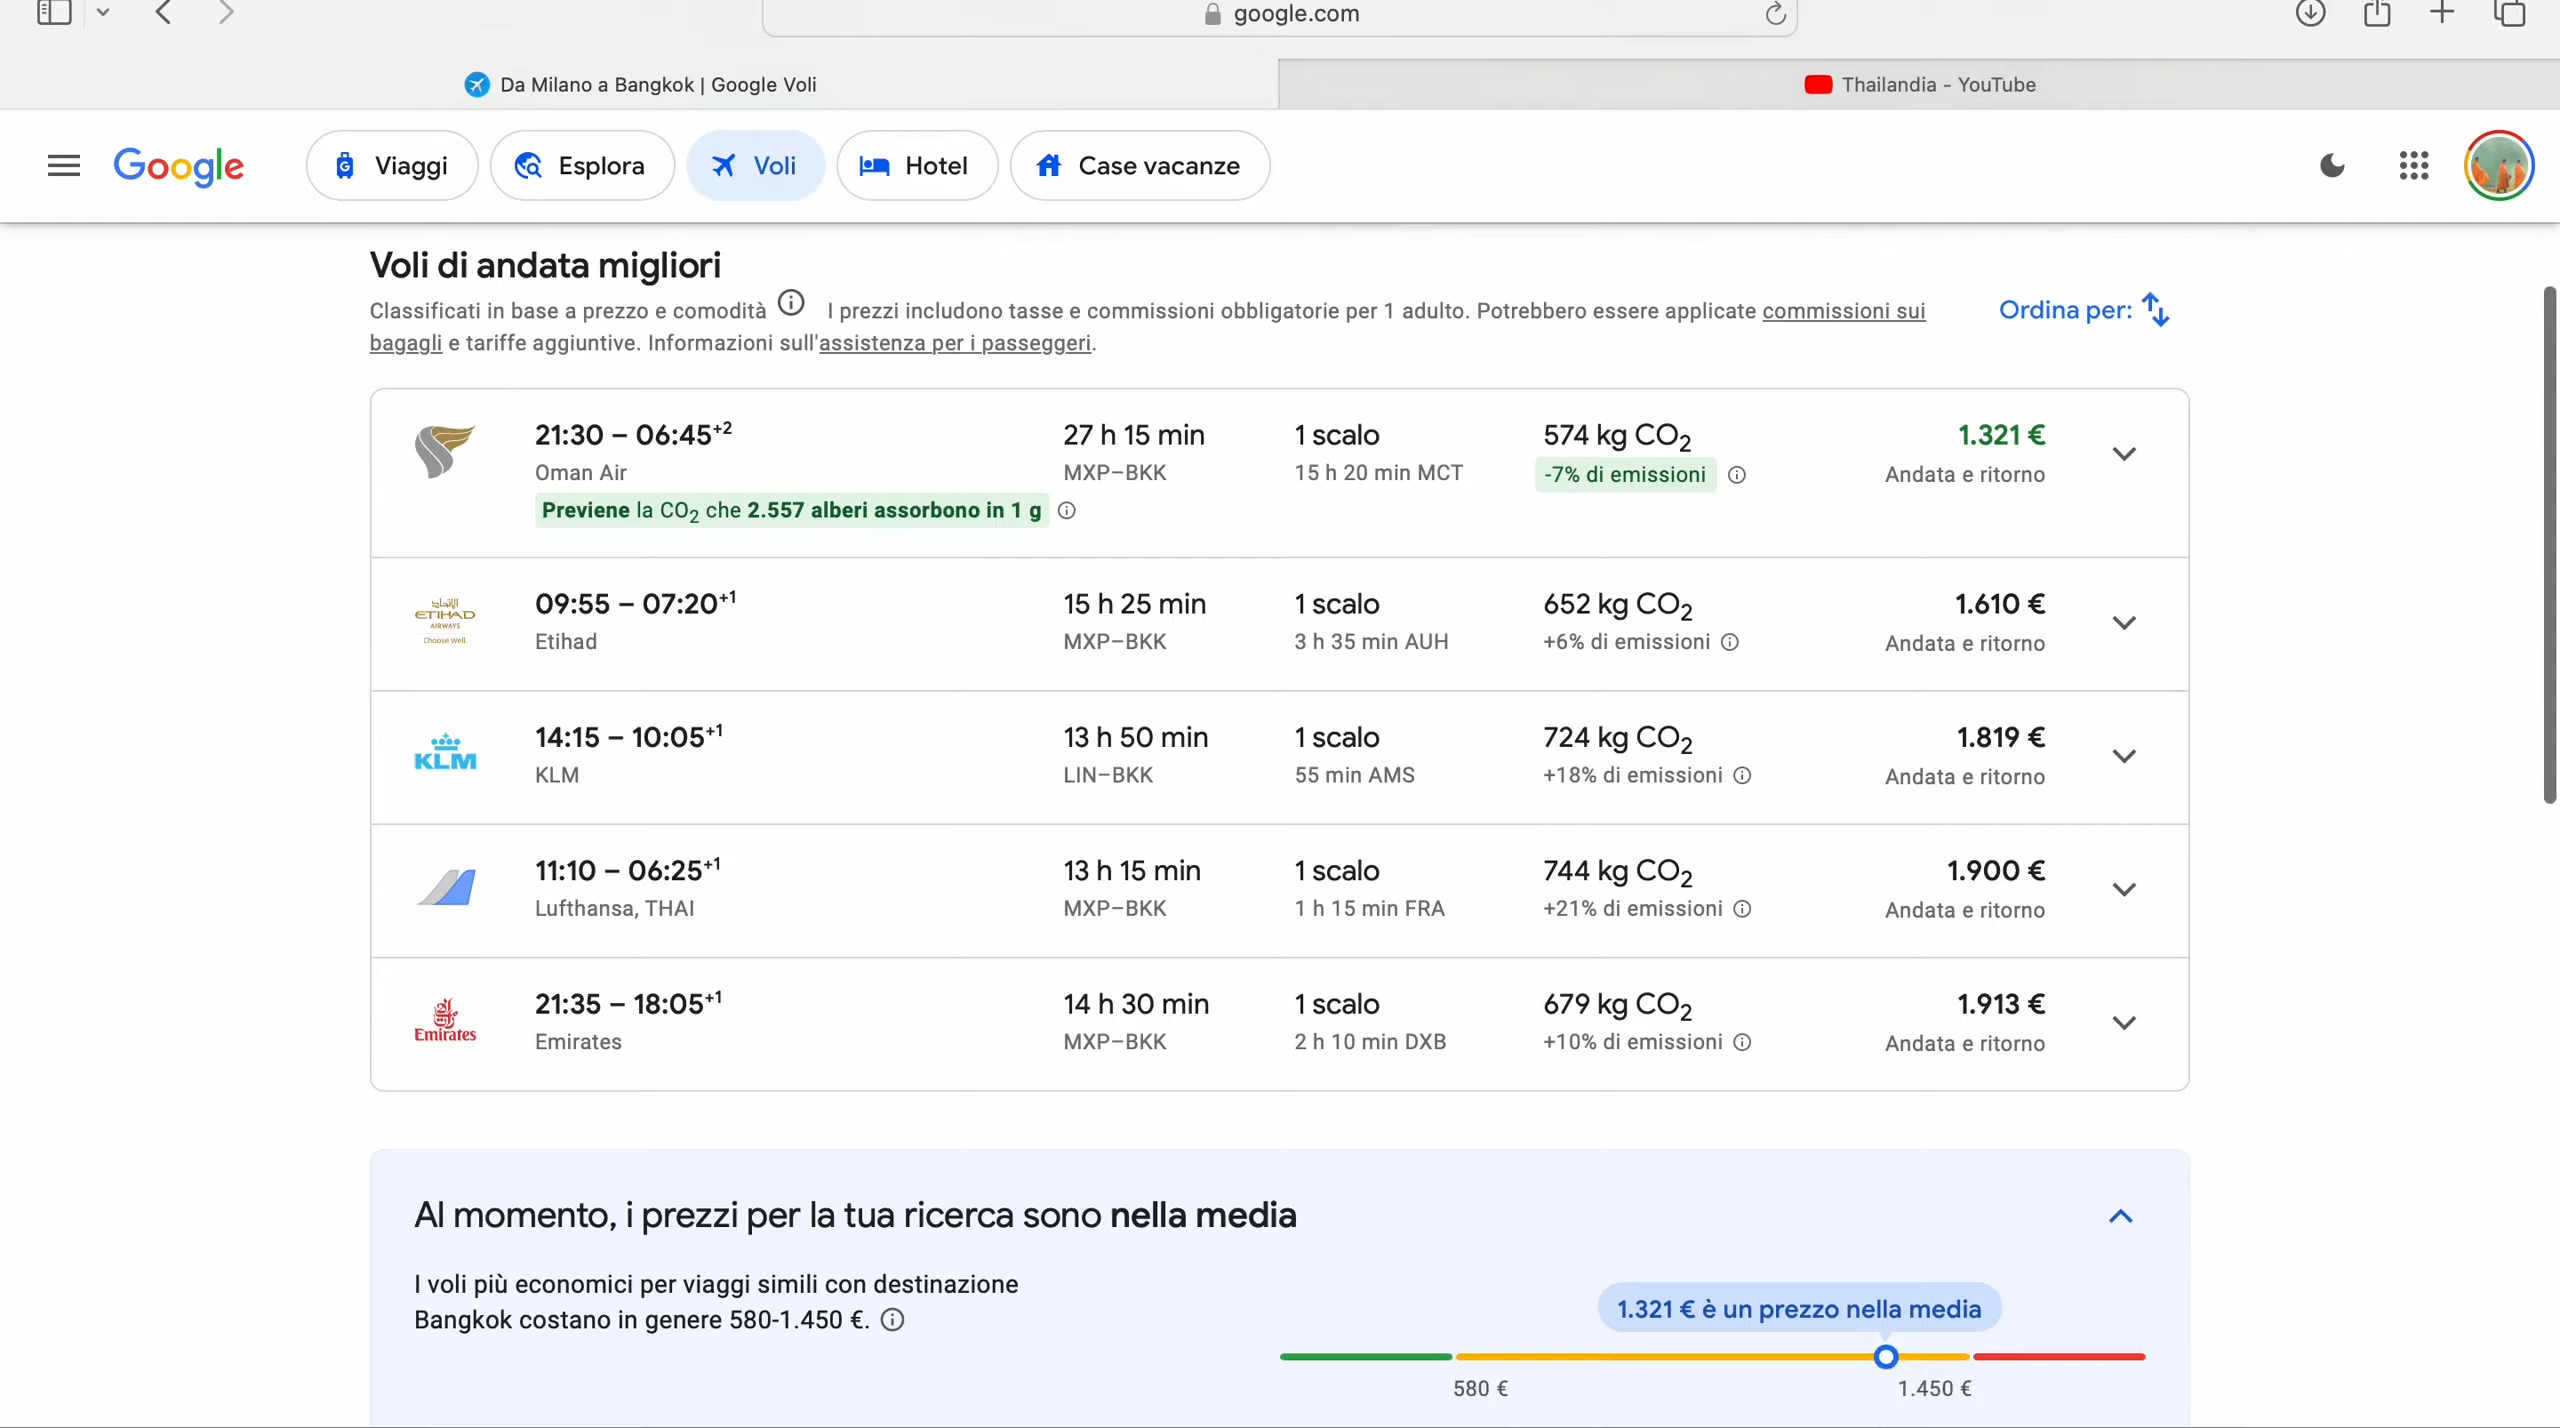 google.com
Da Milano a Bangkok | Google Voli
Thailandia - YouTube
Google
Viaggi
Esplora
Voli
Hotel
Case vacanze
Voli di andata migliori
Classificati in base a prezzo e comodità I prezzi includono tasse e commissioni obbligatorie per 1 adulto. Potrebbero essere applicate commissioni sui
bagagli e tariffe aggiuntive. Informazioni sull'assistenza per i passeggeri.
Ordina per:
21:30 – 06:45+2 27 h 15 min 1 scalo 574 kg CO2 1.321 €
Oman Air MXP–BKK 15 h 20 min MCT -7% di emissioni Andata e ritorno
Previene la CO2 che 2.557 alberi assorbono in 1 g
الإتحاد
ETIHAD
AIRWAYS
Choose Well.
09:55 – 07:20+1 15 h 25 min 1 scalo 652 kg CO2 1.610 €
Etihad MXP–BKK 3 h 35 min AUH +6% di emissioni Andata e ritorno
KLM
14:15 – 10:05+1 13 h 50 min 1 scalo 724 kg CO2 1.819 €
KLM LIN–BKK 55 min AMS +18% di emissioni Andata e ritorno
11:10 – 06:25+1 13 h 15 min 1 scalo 744 kg CO2 1.900 €
Lufthansa, THAI MXP–BKK 1 h 15 min FRA +21% di emissioni Andata e ritorno
Emirates
21:35 – 18:05+1 14 h 30 min 1 scalo 679 kg CO2 1.913 €
Emirates MXP–BKK 2 h 10 min DXB +10% di emissioni Andata e ritorno
Al momento, i prezzi per la tua ricerca sono nella media
I voli più economici per viaggi simili con destinazione
Bangkok costano in genere 580-1.450 €.
1.321 € è un prezzo nella media
580 €
1.450 €